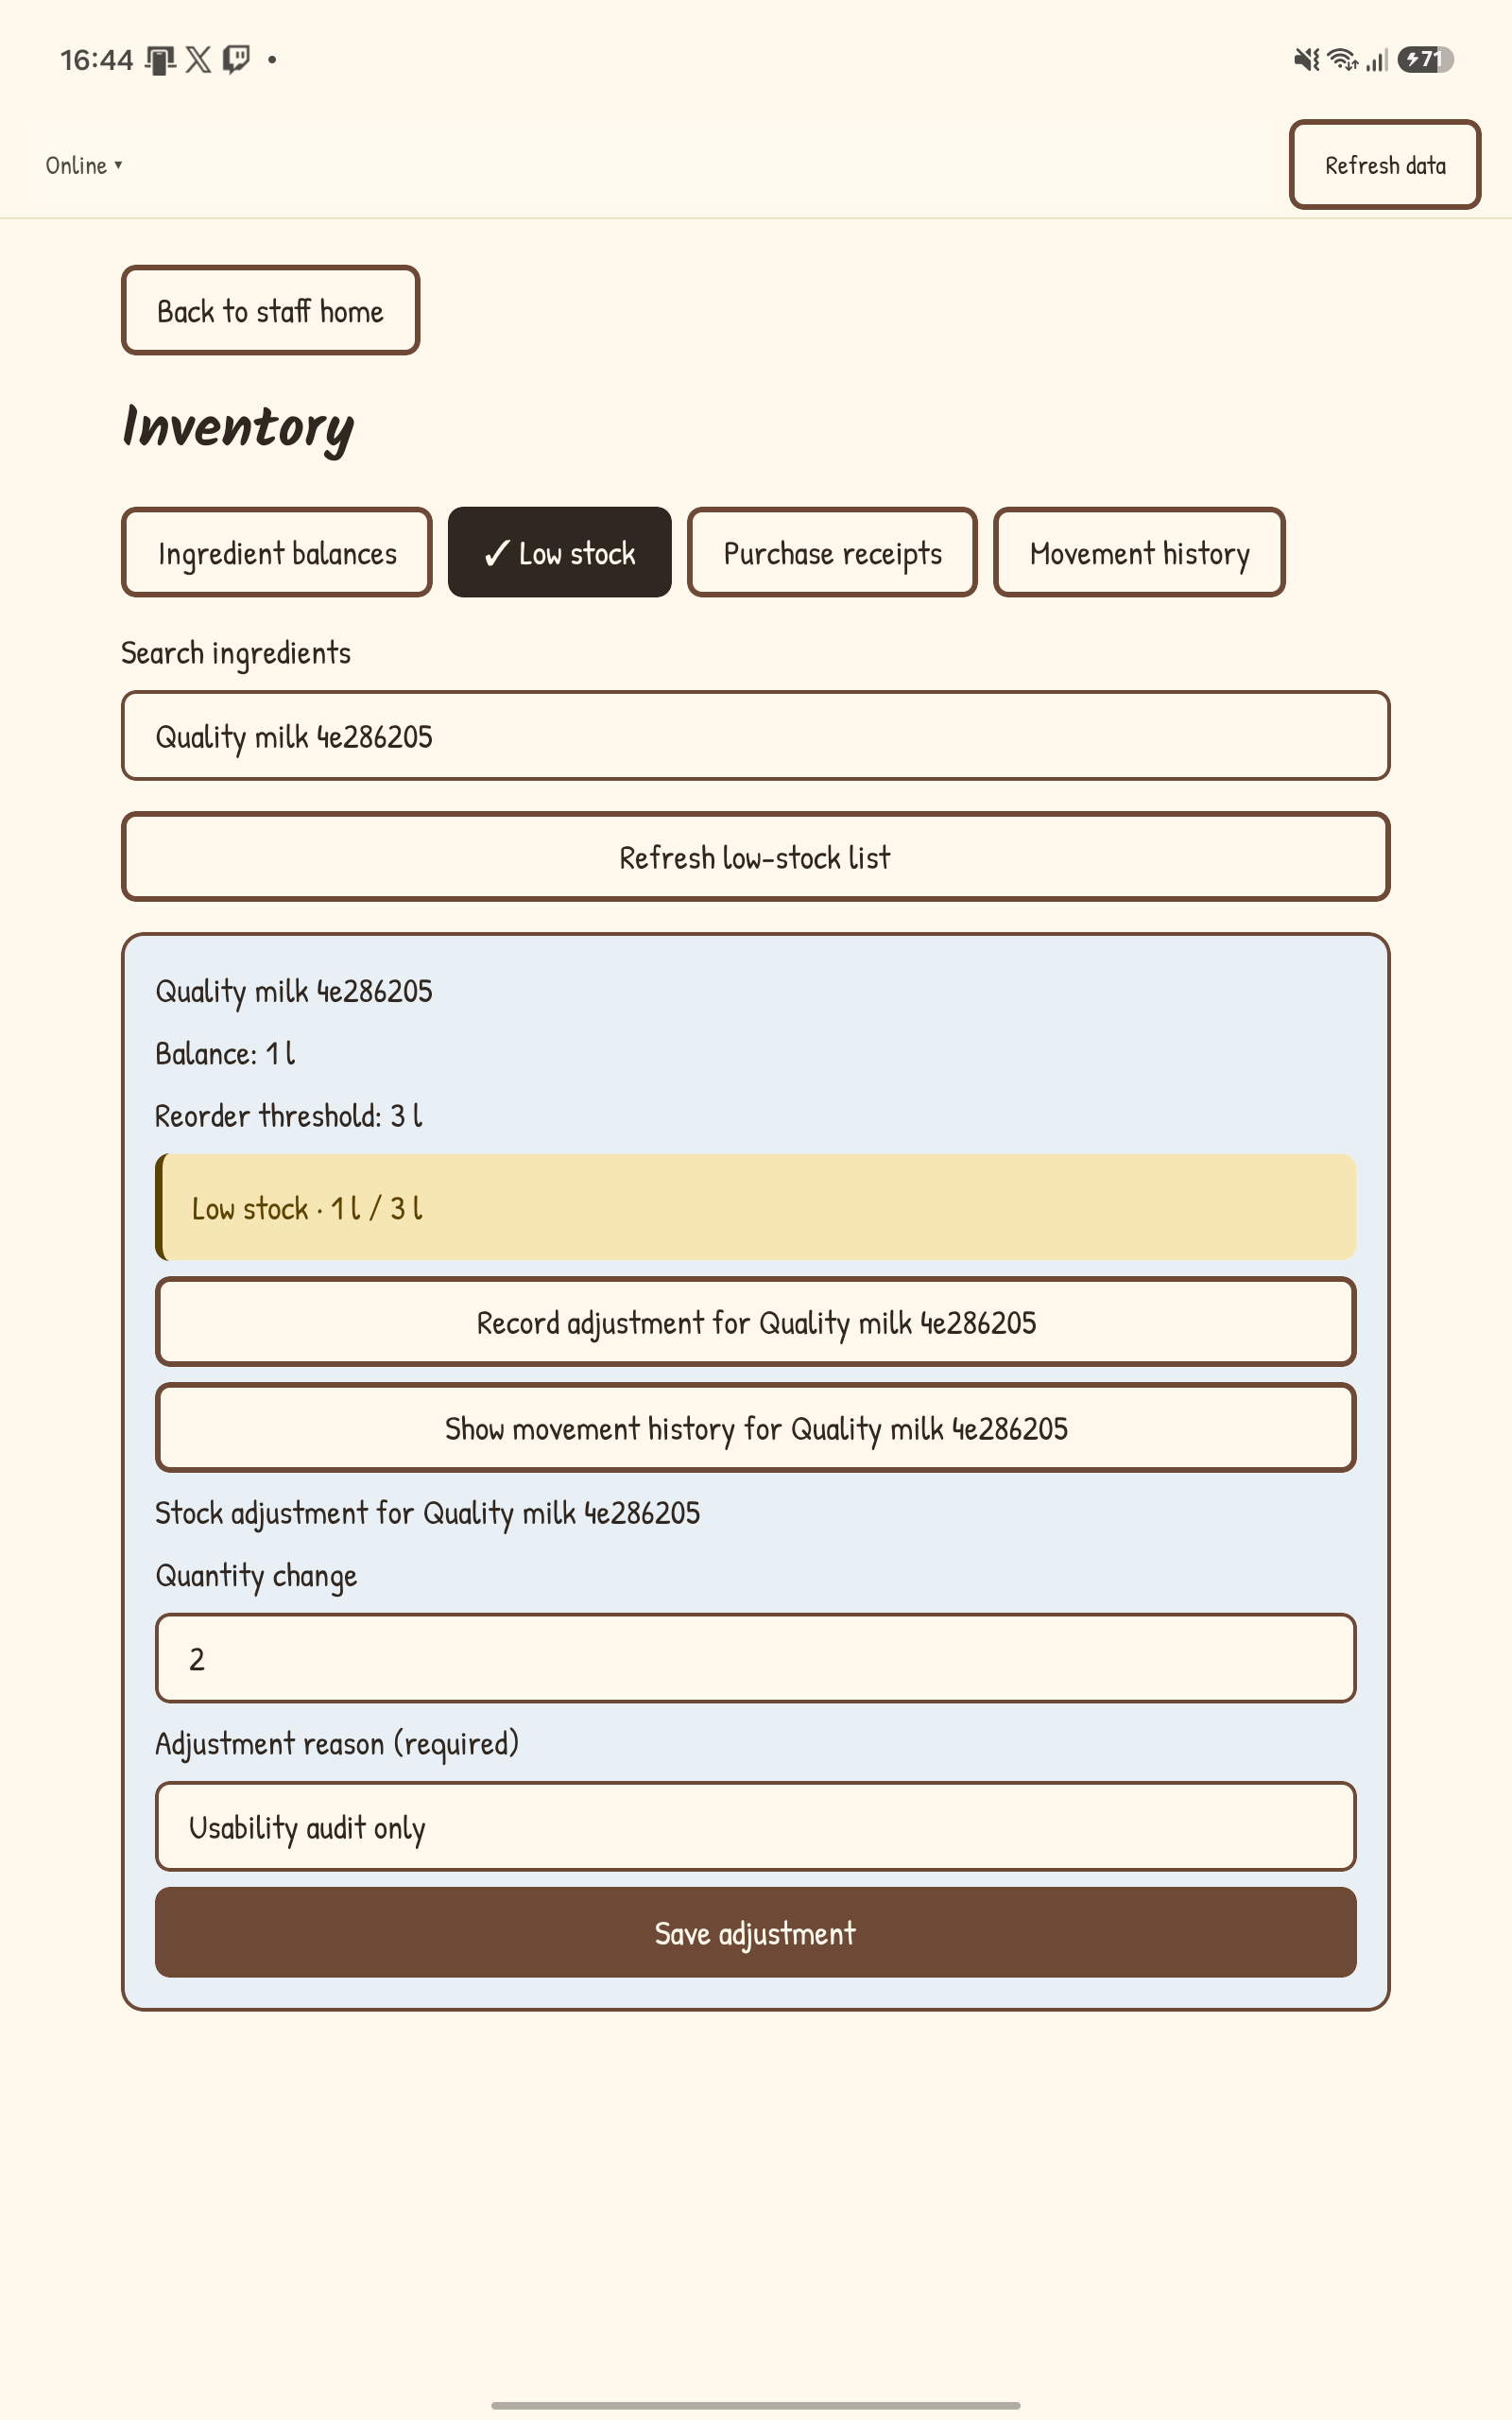 16:44
71
Online ▾
Refresh data
Back to staff home
Inventory
Ingredient balances
✓ Low stock
Purchase receipts
Movement history
Search ingredients
Quality milk 4e286205
Refresh low-stock list
Quality milk 4e286205
Balance: 1 l
Reorder threshold: 3 l
Low stock · 1 l / 3 l
Record adjustment for Quality milk 4e286205
Show movement history for Quality milk 4e286205
Stock adjustment for Quality milk 4e286205
Quantity change
2
Adjustment reason (required)
Usability audit only
Save adjustment